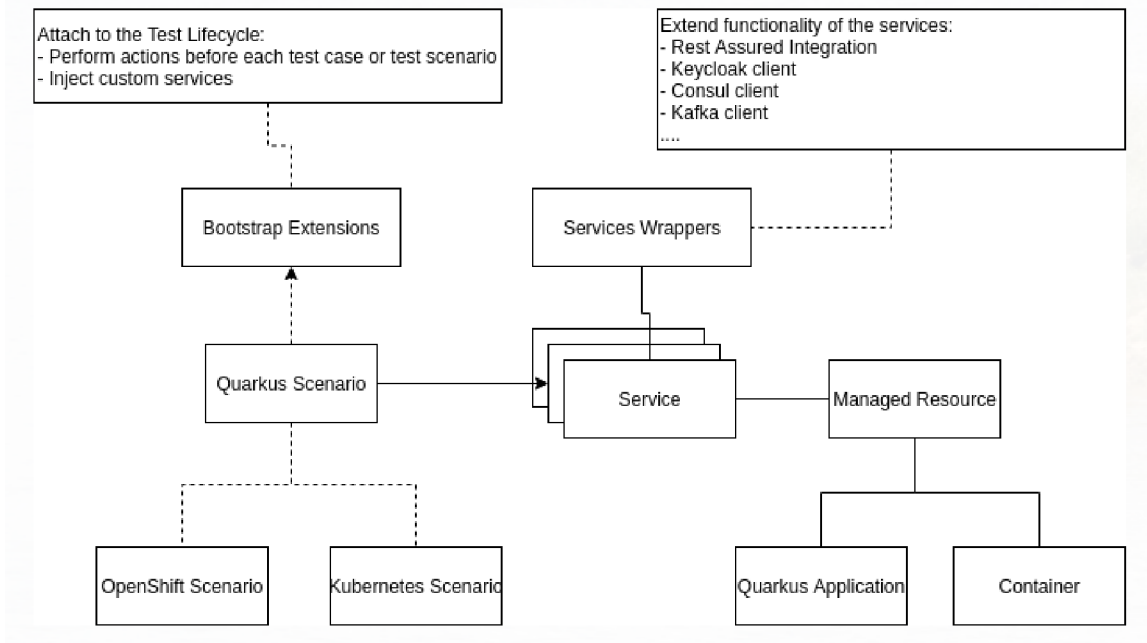 Attach to the Test Lifecycle:
- Perform actions before each test case or test scenario
- Inject custom services
Extend functionality of the services:
- Rest Assured Integration
- Keycloak client
- Consul client
- Kafka client
....
Bootstrap Extensions
Services Wrappers
Quarkus Scenario
Service
Managed Resource
OpenShift Scenario
Kubernetes Scenario
Quarkus Application
Container